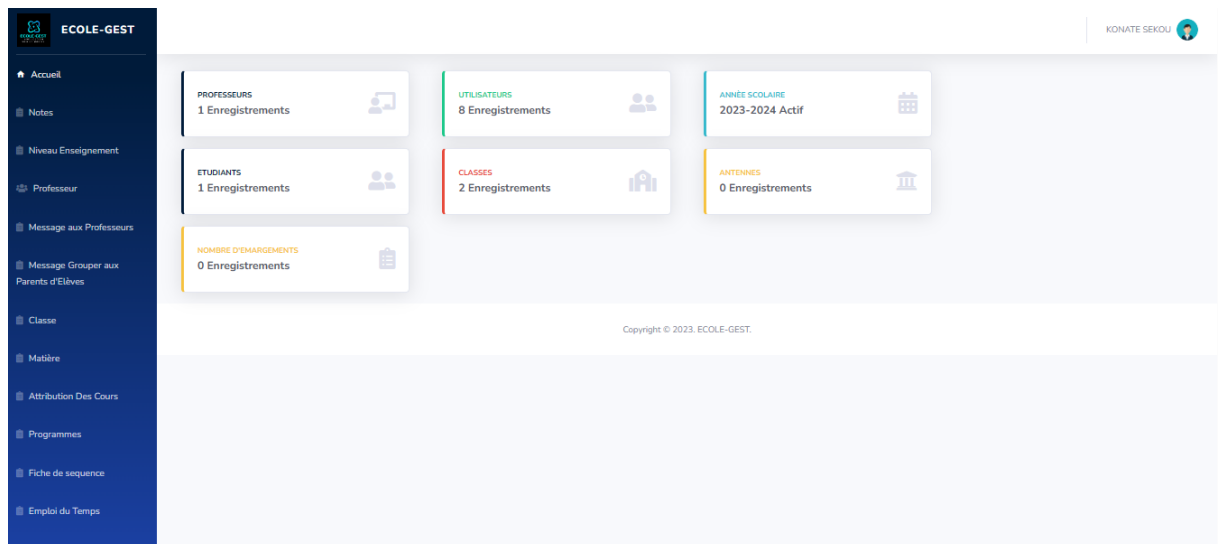 ECOLE-GEST
ECOLE-GEST
KONATE SEKOU
Accueil
Notes
Niveau Enseignement
Professeur
Message aux Professeurs
Message Grouper aux
Parents d'Elèves
Classe
Matière
Attribution Des Cours
Programmes
Fiche de sequence
Emploi du Temps
PROFESSEURS
1 Enregistrements
UTILISATEURS
8 Enregistrements
ANNÉE SCOLAIRE
2023-2024 Actif
ETUDIANTS
1 Enregistrements
CLASSES
2 Enregistrements
ANTENNES
0 Enregistrements
NOMBRE D'EMARGEMENTS
0 Enregistrements
Copyright © 2023. ECOLE-GEST.